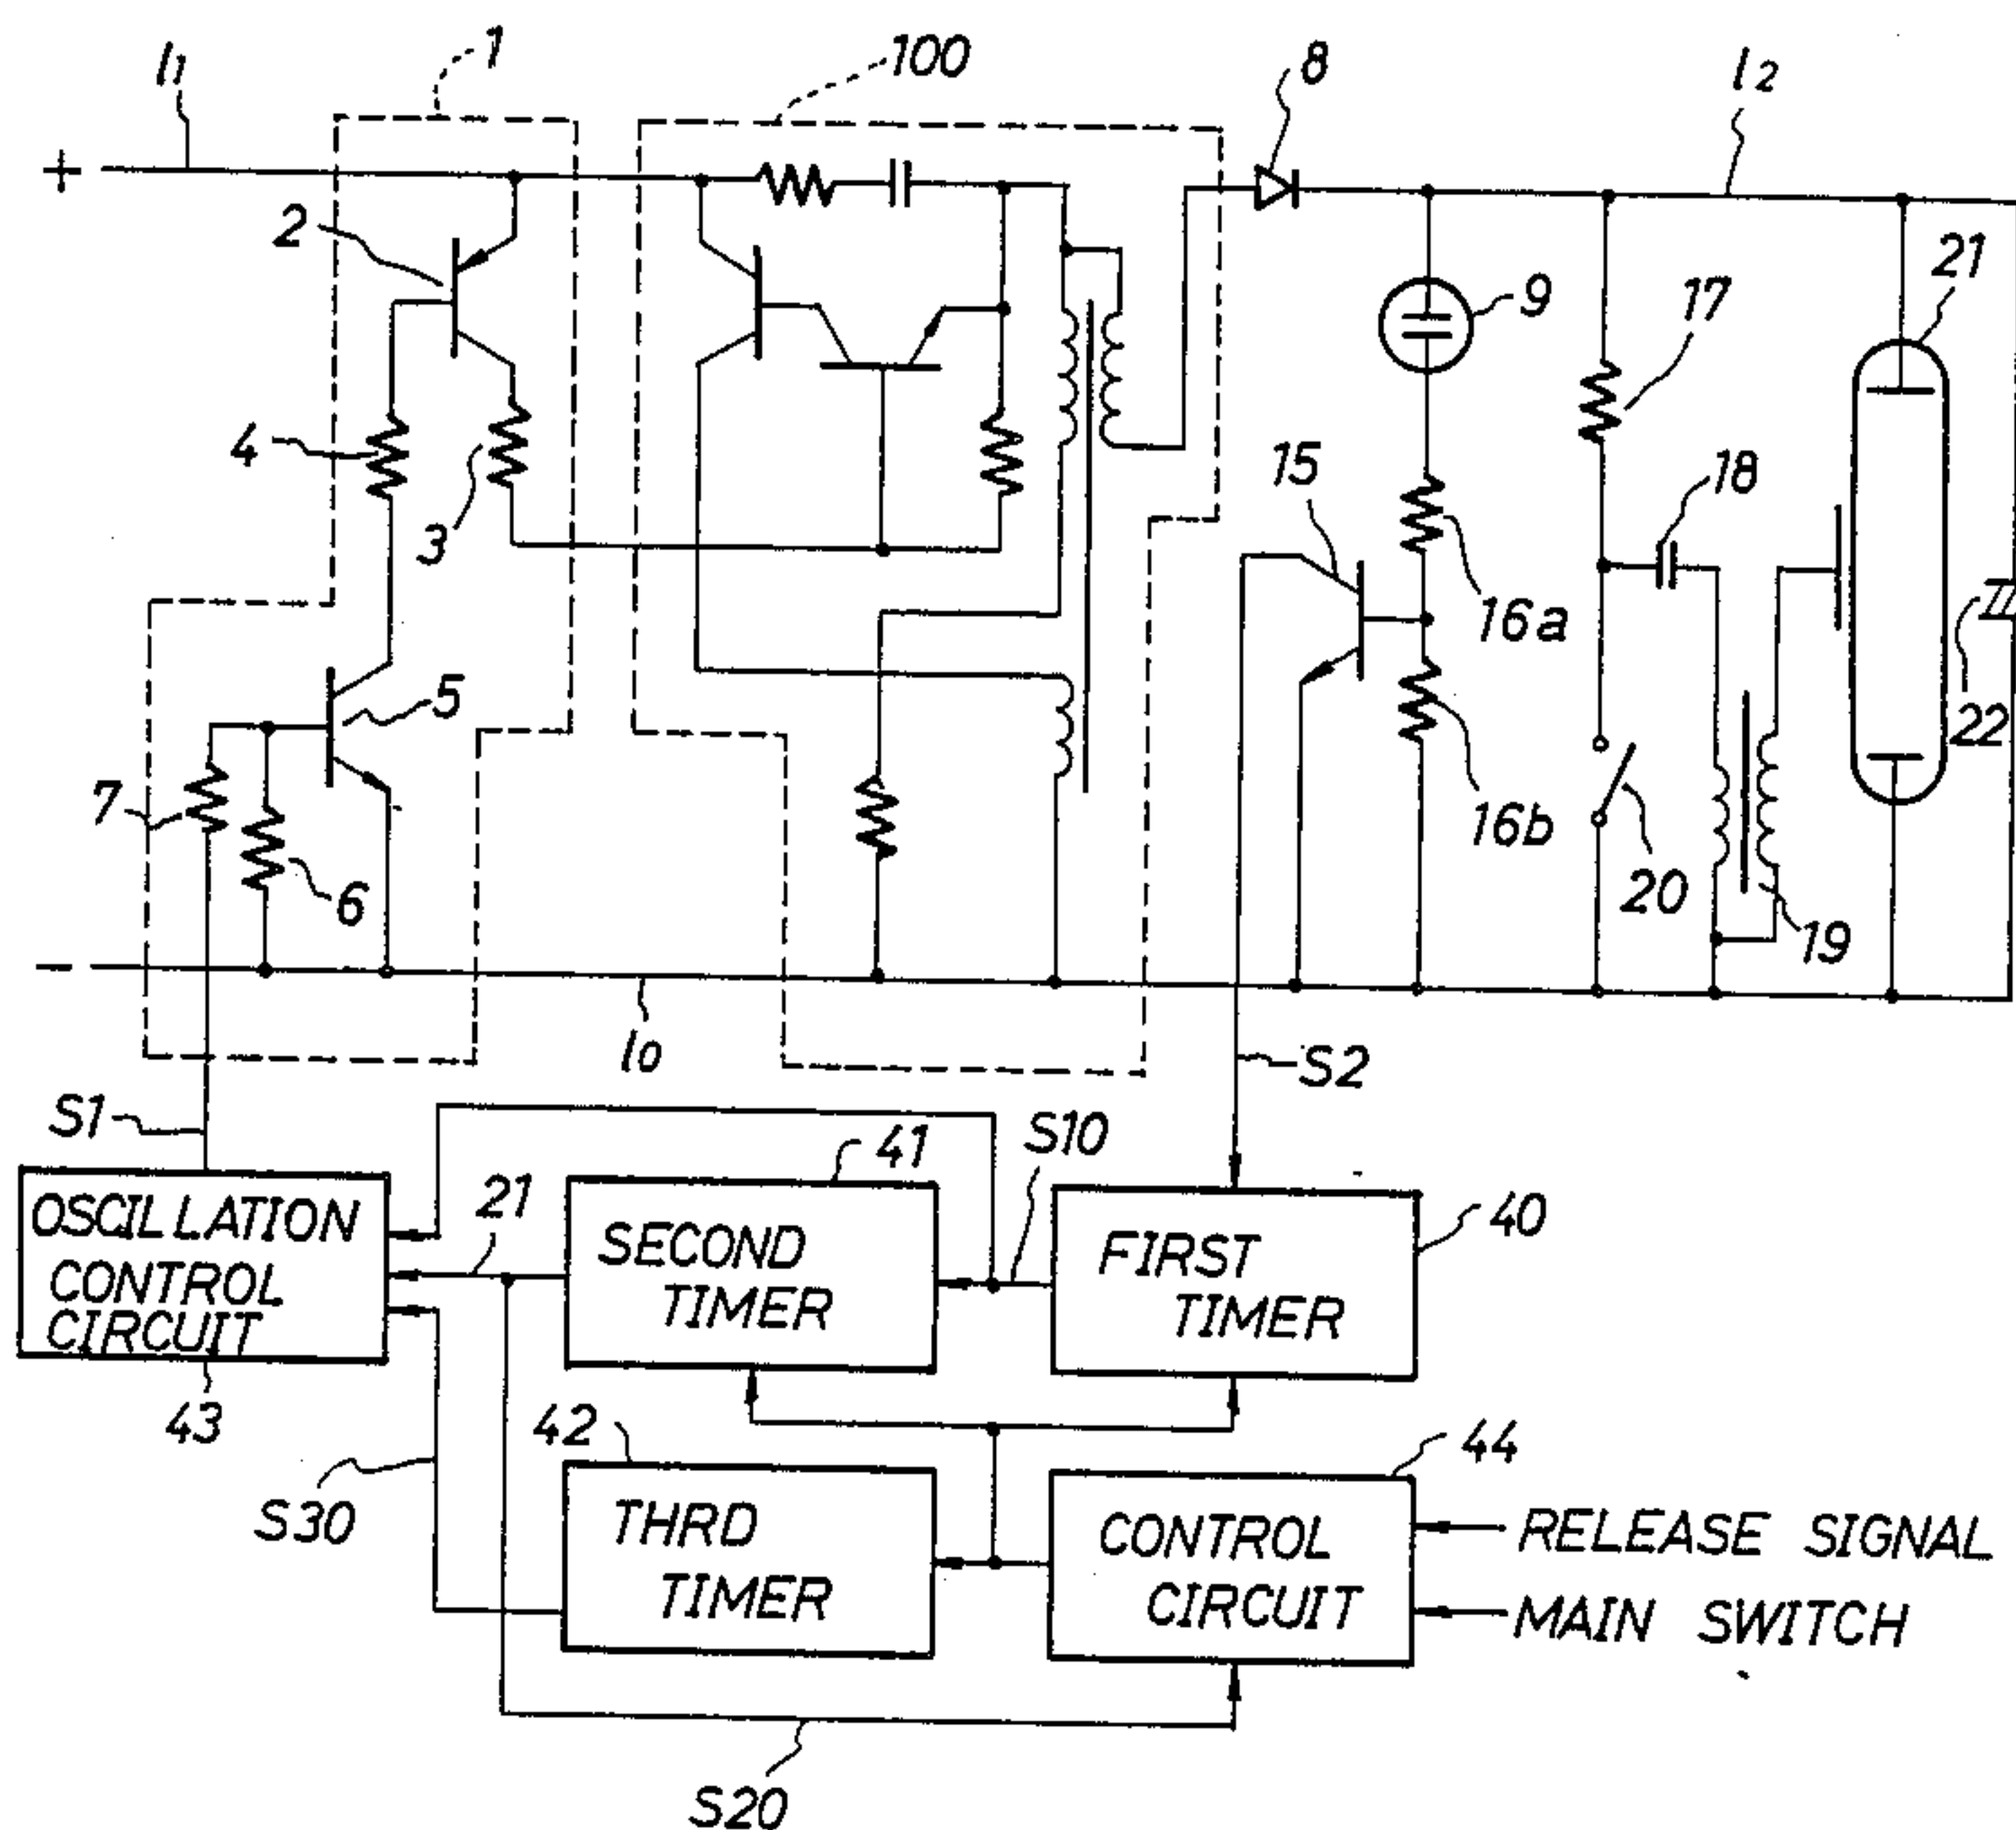 l1
1
100
8
l2
+
2
9
17
21
4
3
15
18
16a
5
22
7
6
16b
20
19
-
l0
S2
S1
41
S10
21
40
OSCILLATION
CONTROL
CIRCUIT
SECOND
TIMER
FIRST
TIMER
43
42
44
S30
THRD
TIMER
CONTROL
CIRCUIT
RELEASE SIGNAL
MAIN SWITCH
S20